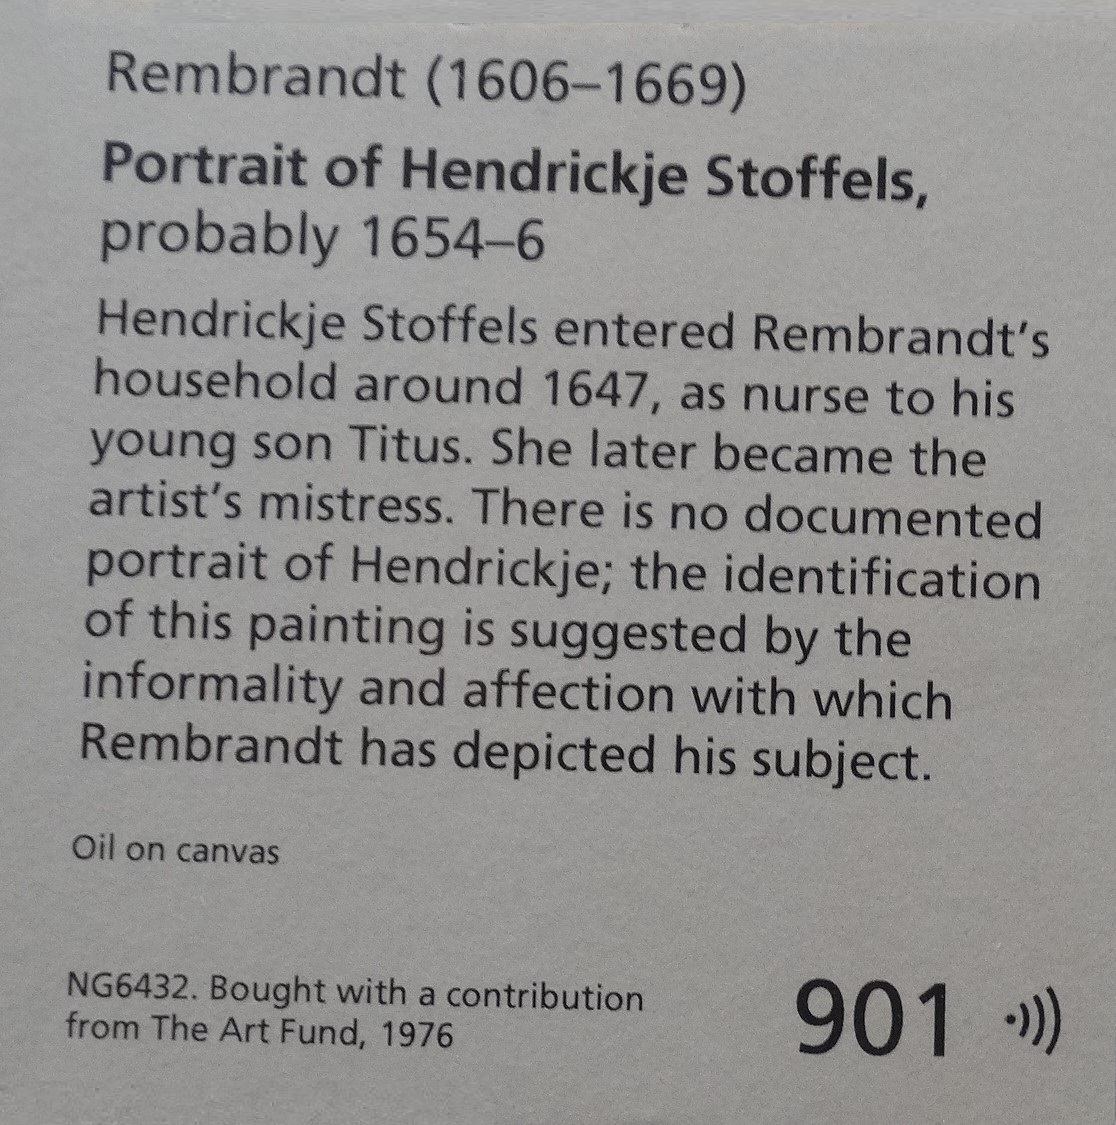 Rembrandt (1606–1669)
Portrait of Hendrickje Stoffels,
probably 1654–6
Hendrickje Stoffels entered Rembrandt's
household around 1647, as nurse to his
young son Titus. She later became the
artist's mistress. There is no documented
portrait of Hendrickje; the identification
of this painting is suggested by the
informality and affection with which
Rembrandt has depicted his subject.
Oil on canvas
NG6432. Bought with a contribution
from The Art Fund, 1976
901